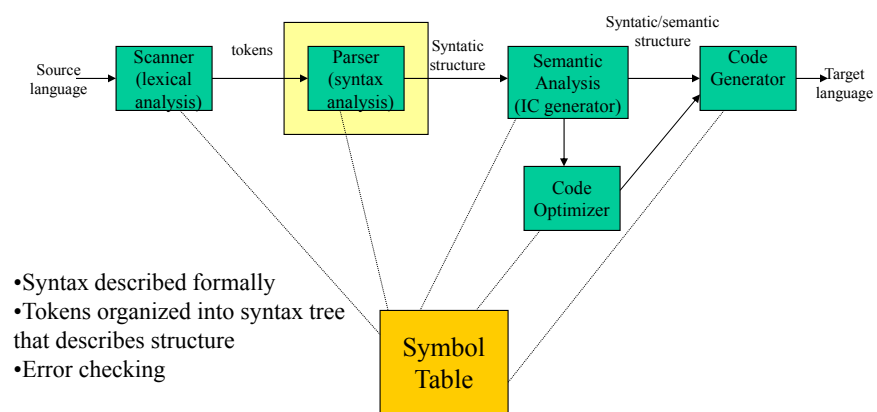 Source
language
Scanner
(lexical
analysis)
tokens
Parser
(syntax
analysis)
Syntatic
structure
Semantic
Analysis
(IC generator)
Syntatic/semantic
structure
Code
Generator
Target
language
Code
Optimizer
•Syntax described formally
•Tokens organized into syntax tree
that describes structure
•Error checking
Symbol
Table